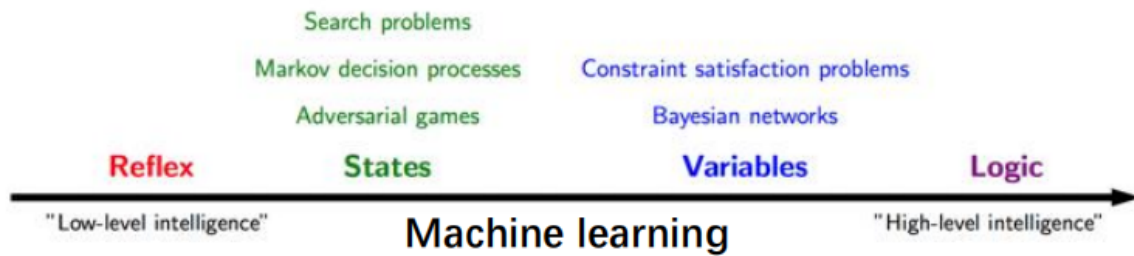 Search problems
Markov decision processes Constraint satisfaction problems
Adversarial games Bayesian networks
Reflex States Variables Logic
"Low-level intelligence" Machine learning "High-level intelligence"